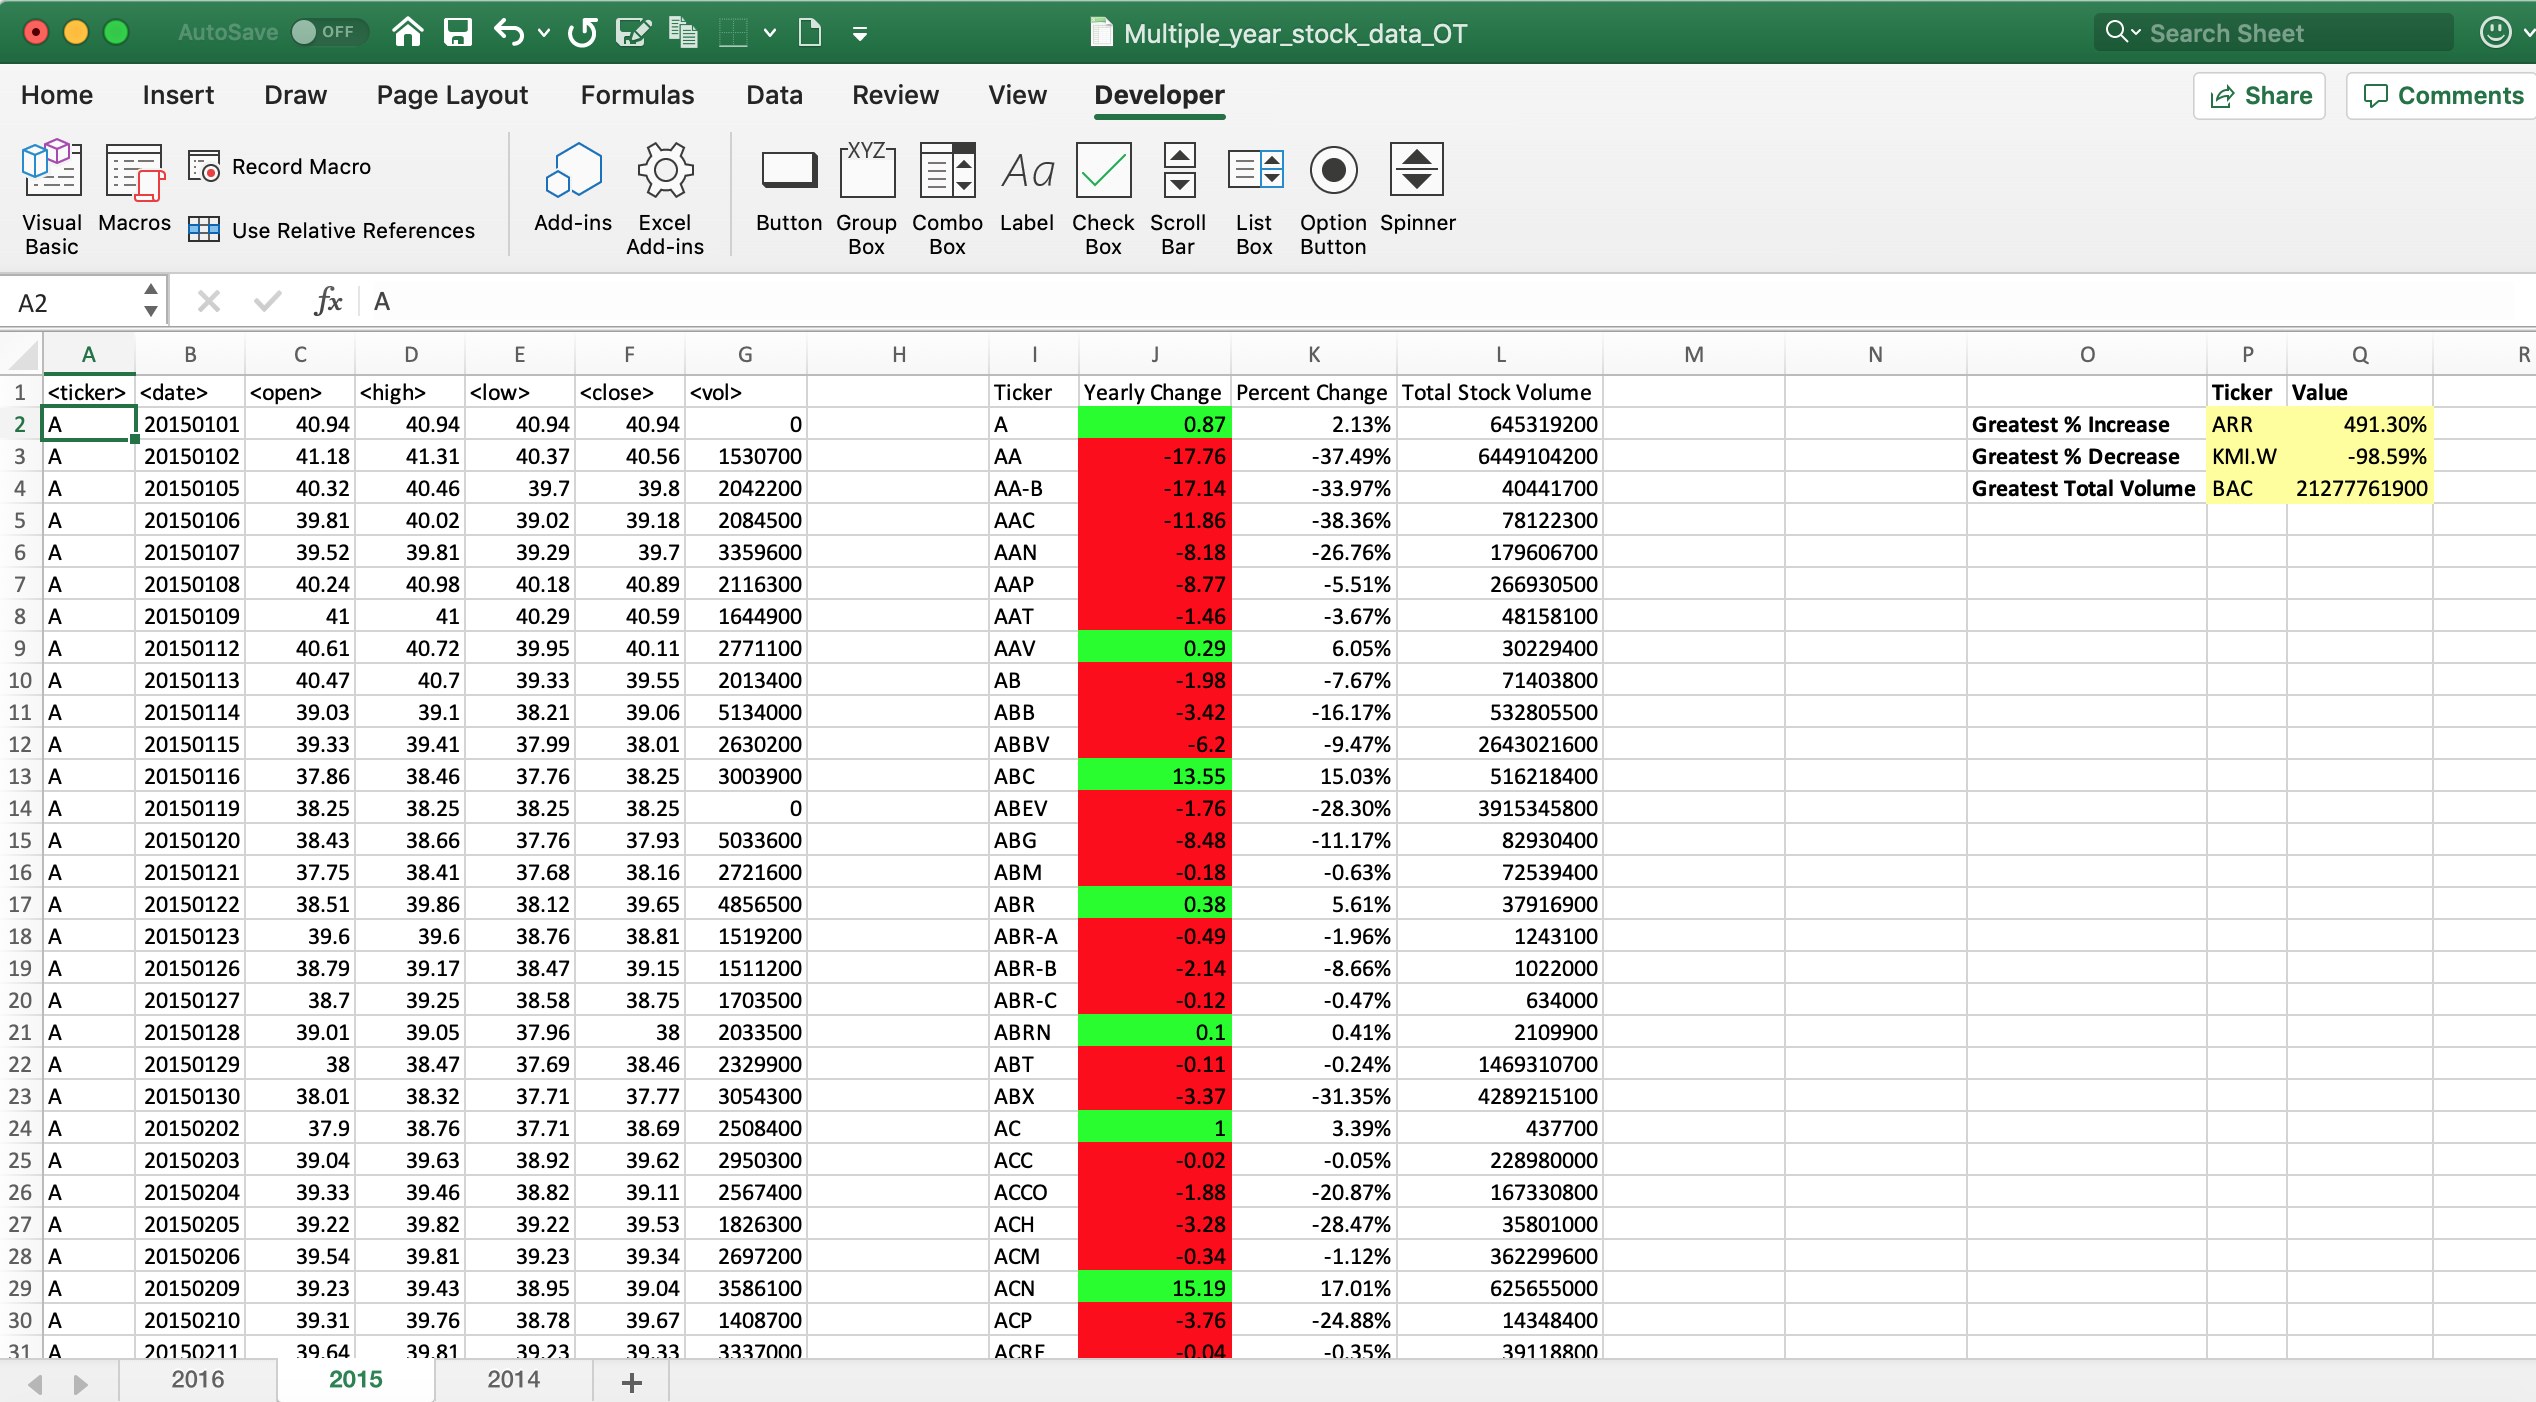 AutoSave OFF Multiple_year_stock_data_OT Search Sheet
Home Insert Draw Page Layout Formulas Data Review View Developer Share Comments
Visual Basic Macros Record Macro Use Relative References Add-ins Excel Add-ins Button XYZ Group Box Combo Box Aa Label Check Box Scroll Bar List Box Option Button Spinner
A2 fx A
A B C D E F G H I J K L M N O P Q R
1 <ticker> <date> <open> <high> <low> <close> <vol> Ticker Yearly Change Percent Change Total Stock Volume Ticker Value
2 A 20150101 40.94 40.94 40.94 40.94 0 A 0.87 2.13% 645319200 Greatest % Increase ARR 491.30%
3 A 20150102 41.18 41.31 40.37 40.56 1530700 AA -17.76 -37.49% 6449104200 Greatest % Decrease KMI.W -98.59%
4 A 20150105 40.32 40.46 39.7 39.8 2042200 AA-B -17.14 -33.97% 40441700 Greatest Total Volume BAC 21277761900
5 A 20150106 39.81 40.02 39.02 39.18 2084500 AAC -11.86 -38.36% 78122300
6 A 20150107 39.52 39.81 39.29 39.7 3359600 AAN -8.18 -26.76% 179606700
7 A 20150108 40.24 40.98 40.18 40.89 2116300 AAP -8.77 -5.51% 266930500
8 A 20150109 41 41 40.29 40.59 1644900 AAT -1.46 -3.67% 48158100
9 A 20150112 40.61 40.72 39.95 40.11 2771100 AAV 0.29 6.05% 30229400
10 A 20150113 40.47 40.7 39.33 39.55 2013400 AB -1.98 -7.67% 71403800
11 A 20150114 39.03 39.1 38.21 39.06 5134000 ABB -3.42 -16.17% 532805500
12 A 20150115 39.33 39.41 37.99 38.01 2630200 ABBV -6.2 -9.47% 2643021600
13 A 20150116 37.86 38.46 37.76 38.25 3003900 ABC 13.55 15.03% 516218400
14 A 20150119 38.25 38.25 38.25 38.25 0 ABEV -1.76 -28.30% 3915345800
15 A 20150120 38.43 38.66 37.76 37.93 5033600 ABG -8.48 -11.17% 82930400
16 A 20150121 37.75 38.41 37.68 38.16 2721600 ABM -0.18 -0.63% 72539400
17 A 20150122 38.51 39.86 38.12 39.65 4856500 ABR 0.38 5.61% 37916900
18 A 20150123 39.6 39.6 38.76 38.81 1519200 ABR-A -0.49 -1.96% 1243100
19 A 20150126 38.79 39.17 38.47 39.15 1511200 ABR-B -2.14 -8.66% 1022000
20 A 20150127 38.7 39.25 38.58 38.75 1703500 ABR-C -0.12 -0.47% 634000
21 A 20150128 39.01 39.05 37.96 38 2033500 ABRN 0.1 0.41% 2109900
22 A 20150129 38 38.47 37.69 38.46 2329900 ABT -0.11 -0.24% 1469310700
23 A 20150130 38.01 38.32 37.71 37.77 3054300 ABX -3.37 -31.35% 4289215100
24 A 20150202 37.9 38.76 37.71 38.69 2508400 AC 1 3.39% 437700
25 A 20150203 39.04 39.63 38.92 39.62 2950300 ACC -0.02 -0.05% 228980000
26 A 20150204 39.33 39.46 38.82 39.11 2567400 ACCO -1.88 -20.87% 167330800
27 A 20150205 39.22 39.82 39.22 39.53 1826300 ACH -3.28 -28.47% 35801000
28 A 20150206 39.54 39.81 39.23 39.34 2697200 ACM -0.34 -1.12% 362299600
29 A 20150209 39.23 39.43 38.95 39.04 3586100 ACN 15.19 17.01% 625655000
30 A 20150210 39.31 39.76 38.78 39.67 1408700 ACP -3.76 -24.88% 14348400
31 A 20150211 39.64 39.81 39.23 39.33 3337000 ACRE -0.04 -0.35% 39118800
2016 2015 2014 +